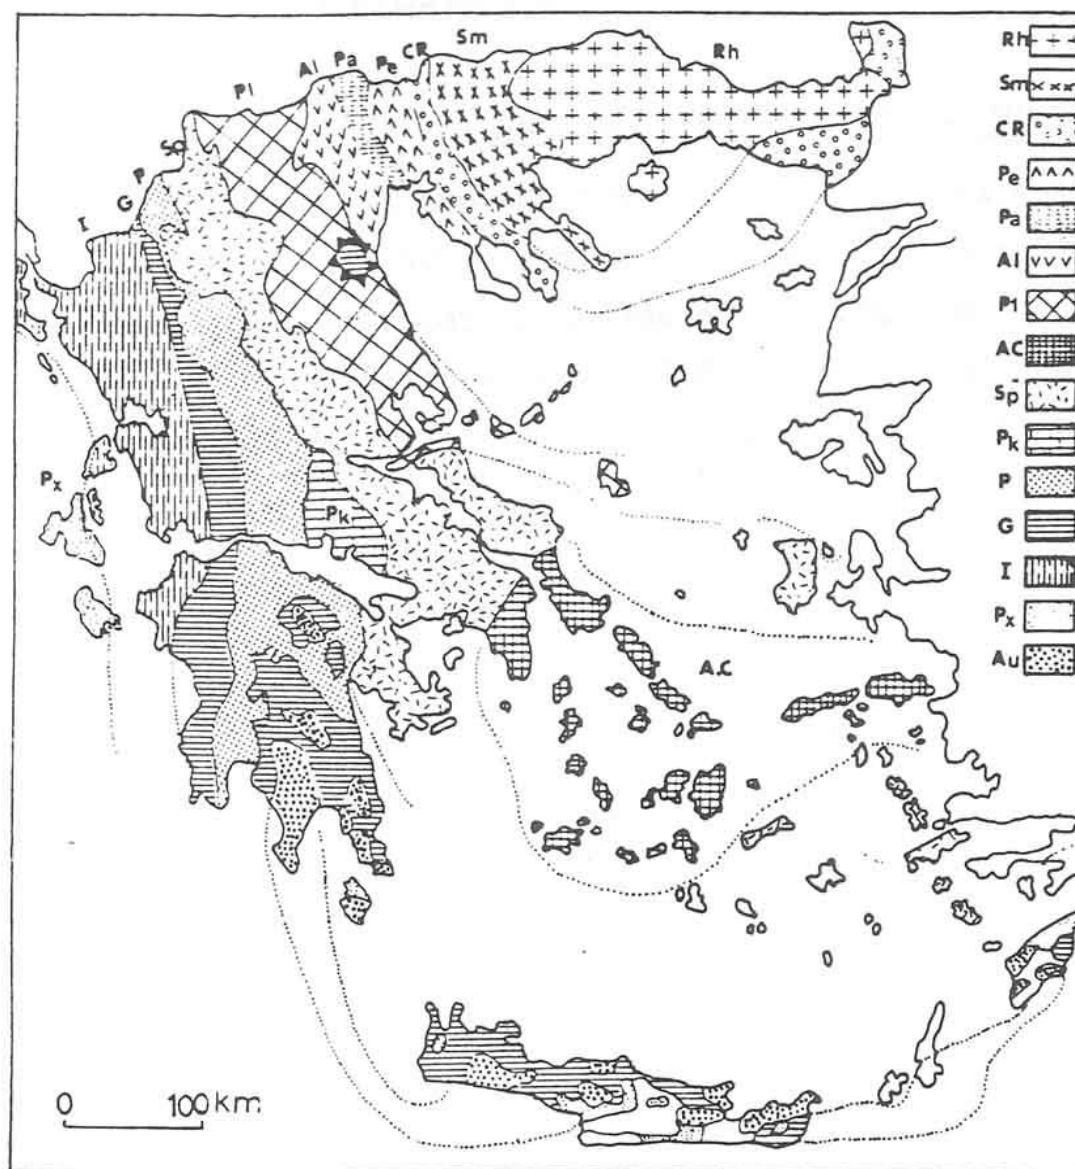 Pl Al Pa Pe CR Sm Rh
I G P SP
Px
Pk
A.C
0 100 km.
Rh
Sm
CR
Pe
Pa
Al
Pl
AC
Sp
Pk
P
G
I
Px
Au